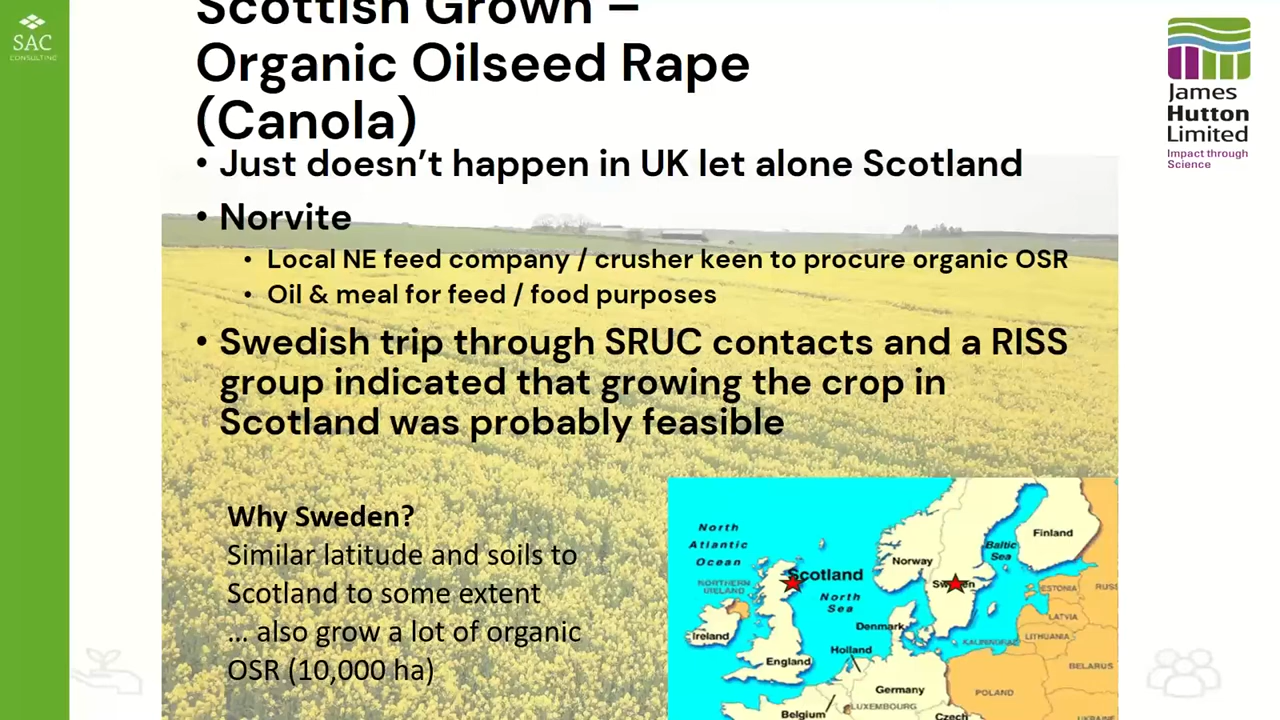 Scottish Grown –
Organic Oilseed Rape
(Canola)
SAC
CONSULTING
James
Hutton
Limited
Impact through
Science
• Just doesn’t happen in UK let alone Scotland
• Norvite
• Local NE feed company / crusher keen to procure organic OSR
• Oil & meal for feed / food purposes
• Swedish trip through SRUC contacts and a RISS
group indicated that growing the crop in
Scotland was probably feasible
Why Sweden?
Similar latitude and soils to
Scotland to some extent
... also grow a lot of organic
OSR (10,000 ha)
North
Atlantic
Ocean
NORTHERN
IRELAND
Scotland
North
Sea
Ireland
England
Norway
Sweden
Finland
Baltic
Sea
ESTONIA
RUSS
LATVIA
LITHUANIA
KALININGRAD
BELARUS
Denmark
Holland
Germany
POLAND
Belgium
LUXEMBOURG
Czech
UKRAINE